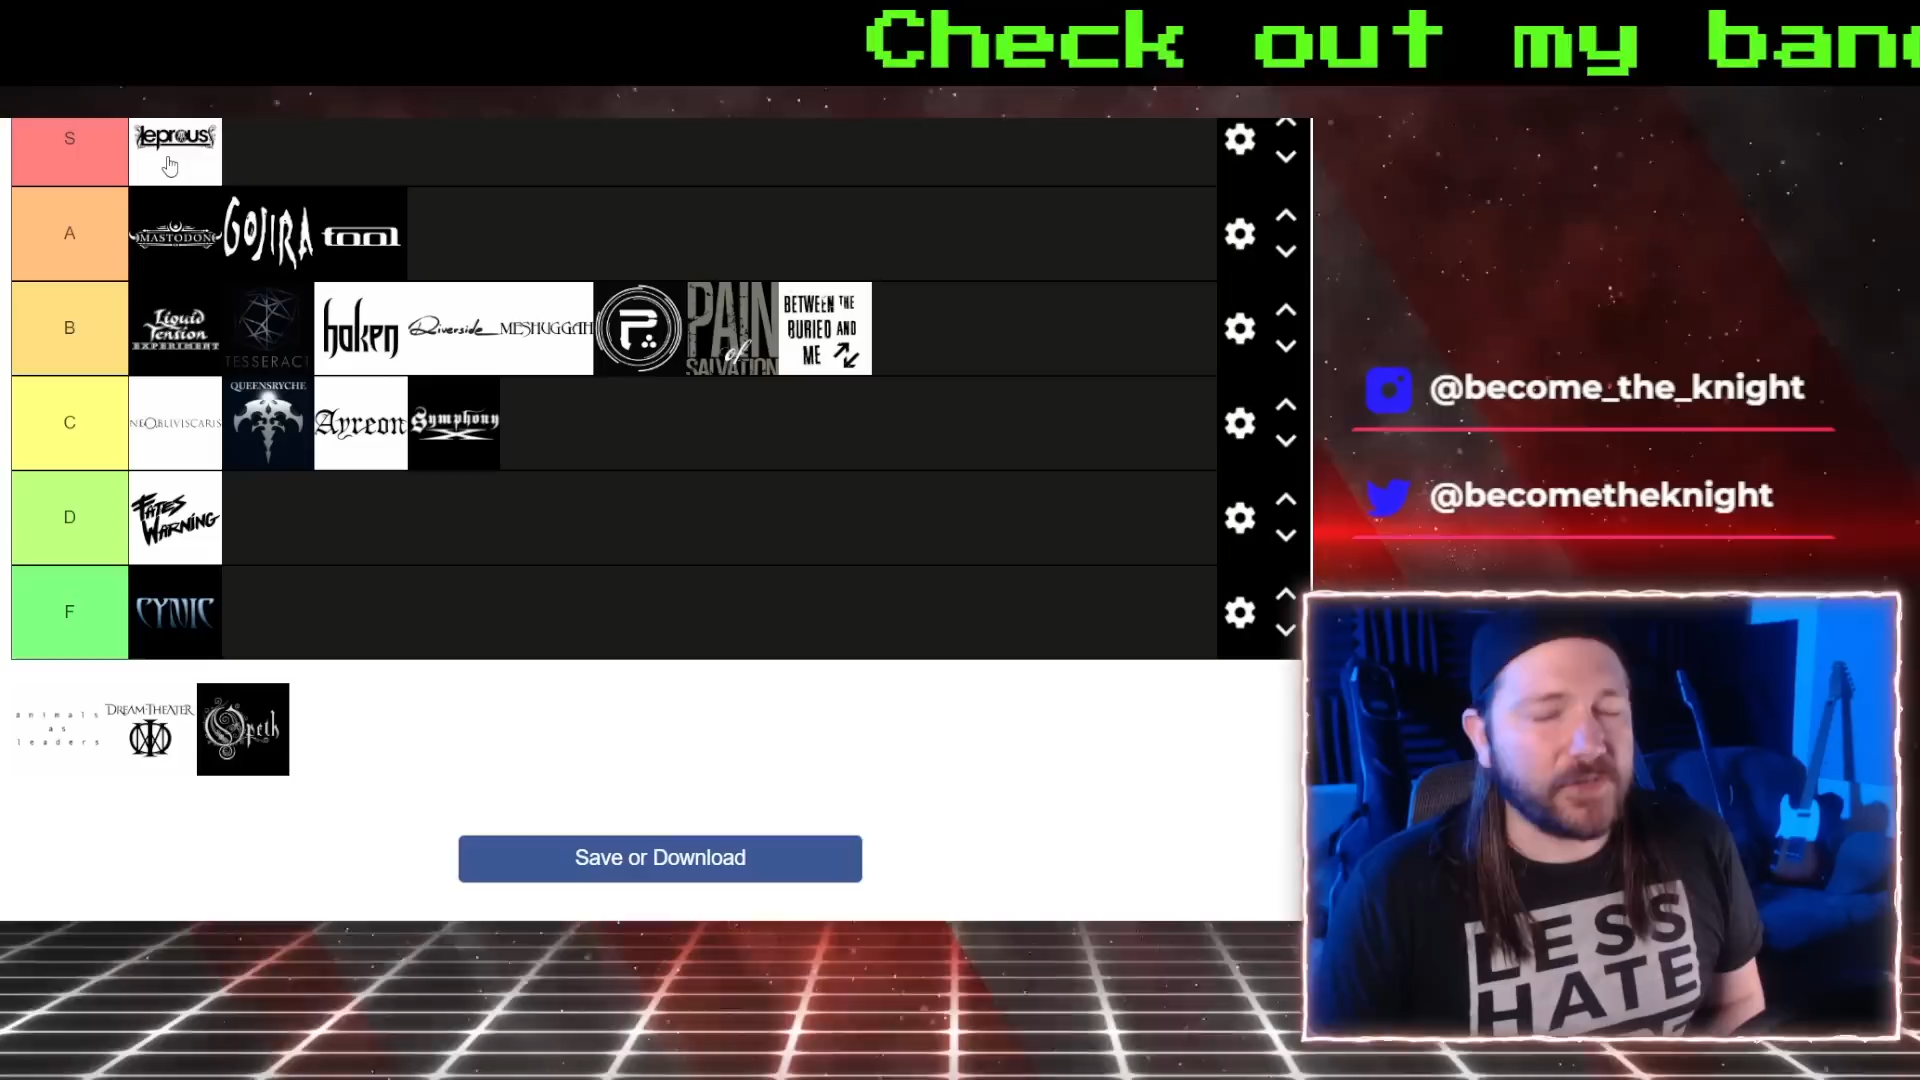 Check out my ban
S
leprous
A
MASTODON
GOJIRA
tool
B
Liquid
Tension
EXPERIMENT
TESSERACT
haken
Riverside
MESHUGGAH
P
PAIN
of
SALVATION
BETWEEN THE
BURIED AND
ME
C
NE OBLIVISCARIS
QUEENSRYCHE
Ayreon
Symphony
X
D
FATES
WARNING
F
CYNIC
animals
as
leaders
DREAM THEATER
Opeth
Save or Download
@become_the_knight
@becometheknight
LESS
HATE